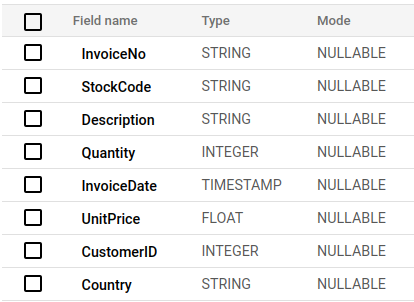 Field name Type Mode
InvoiceNo STRING NULLABLE
StockCode STRING NULLABLE
Description STRING NULLABLE
Quantity INTEGER NULLABLE
InvoiceDate TIMESTAMP NULLABLE
UnitPrice FLOAT NULLABLE
CustomerID INTEGER NULLABLE
Country STRING NULLABLE